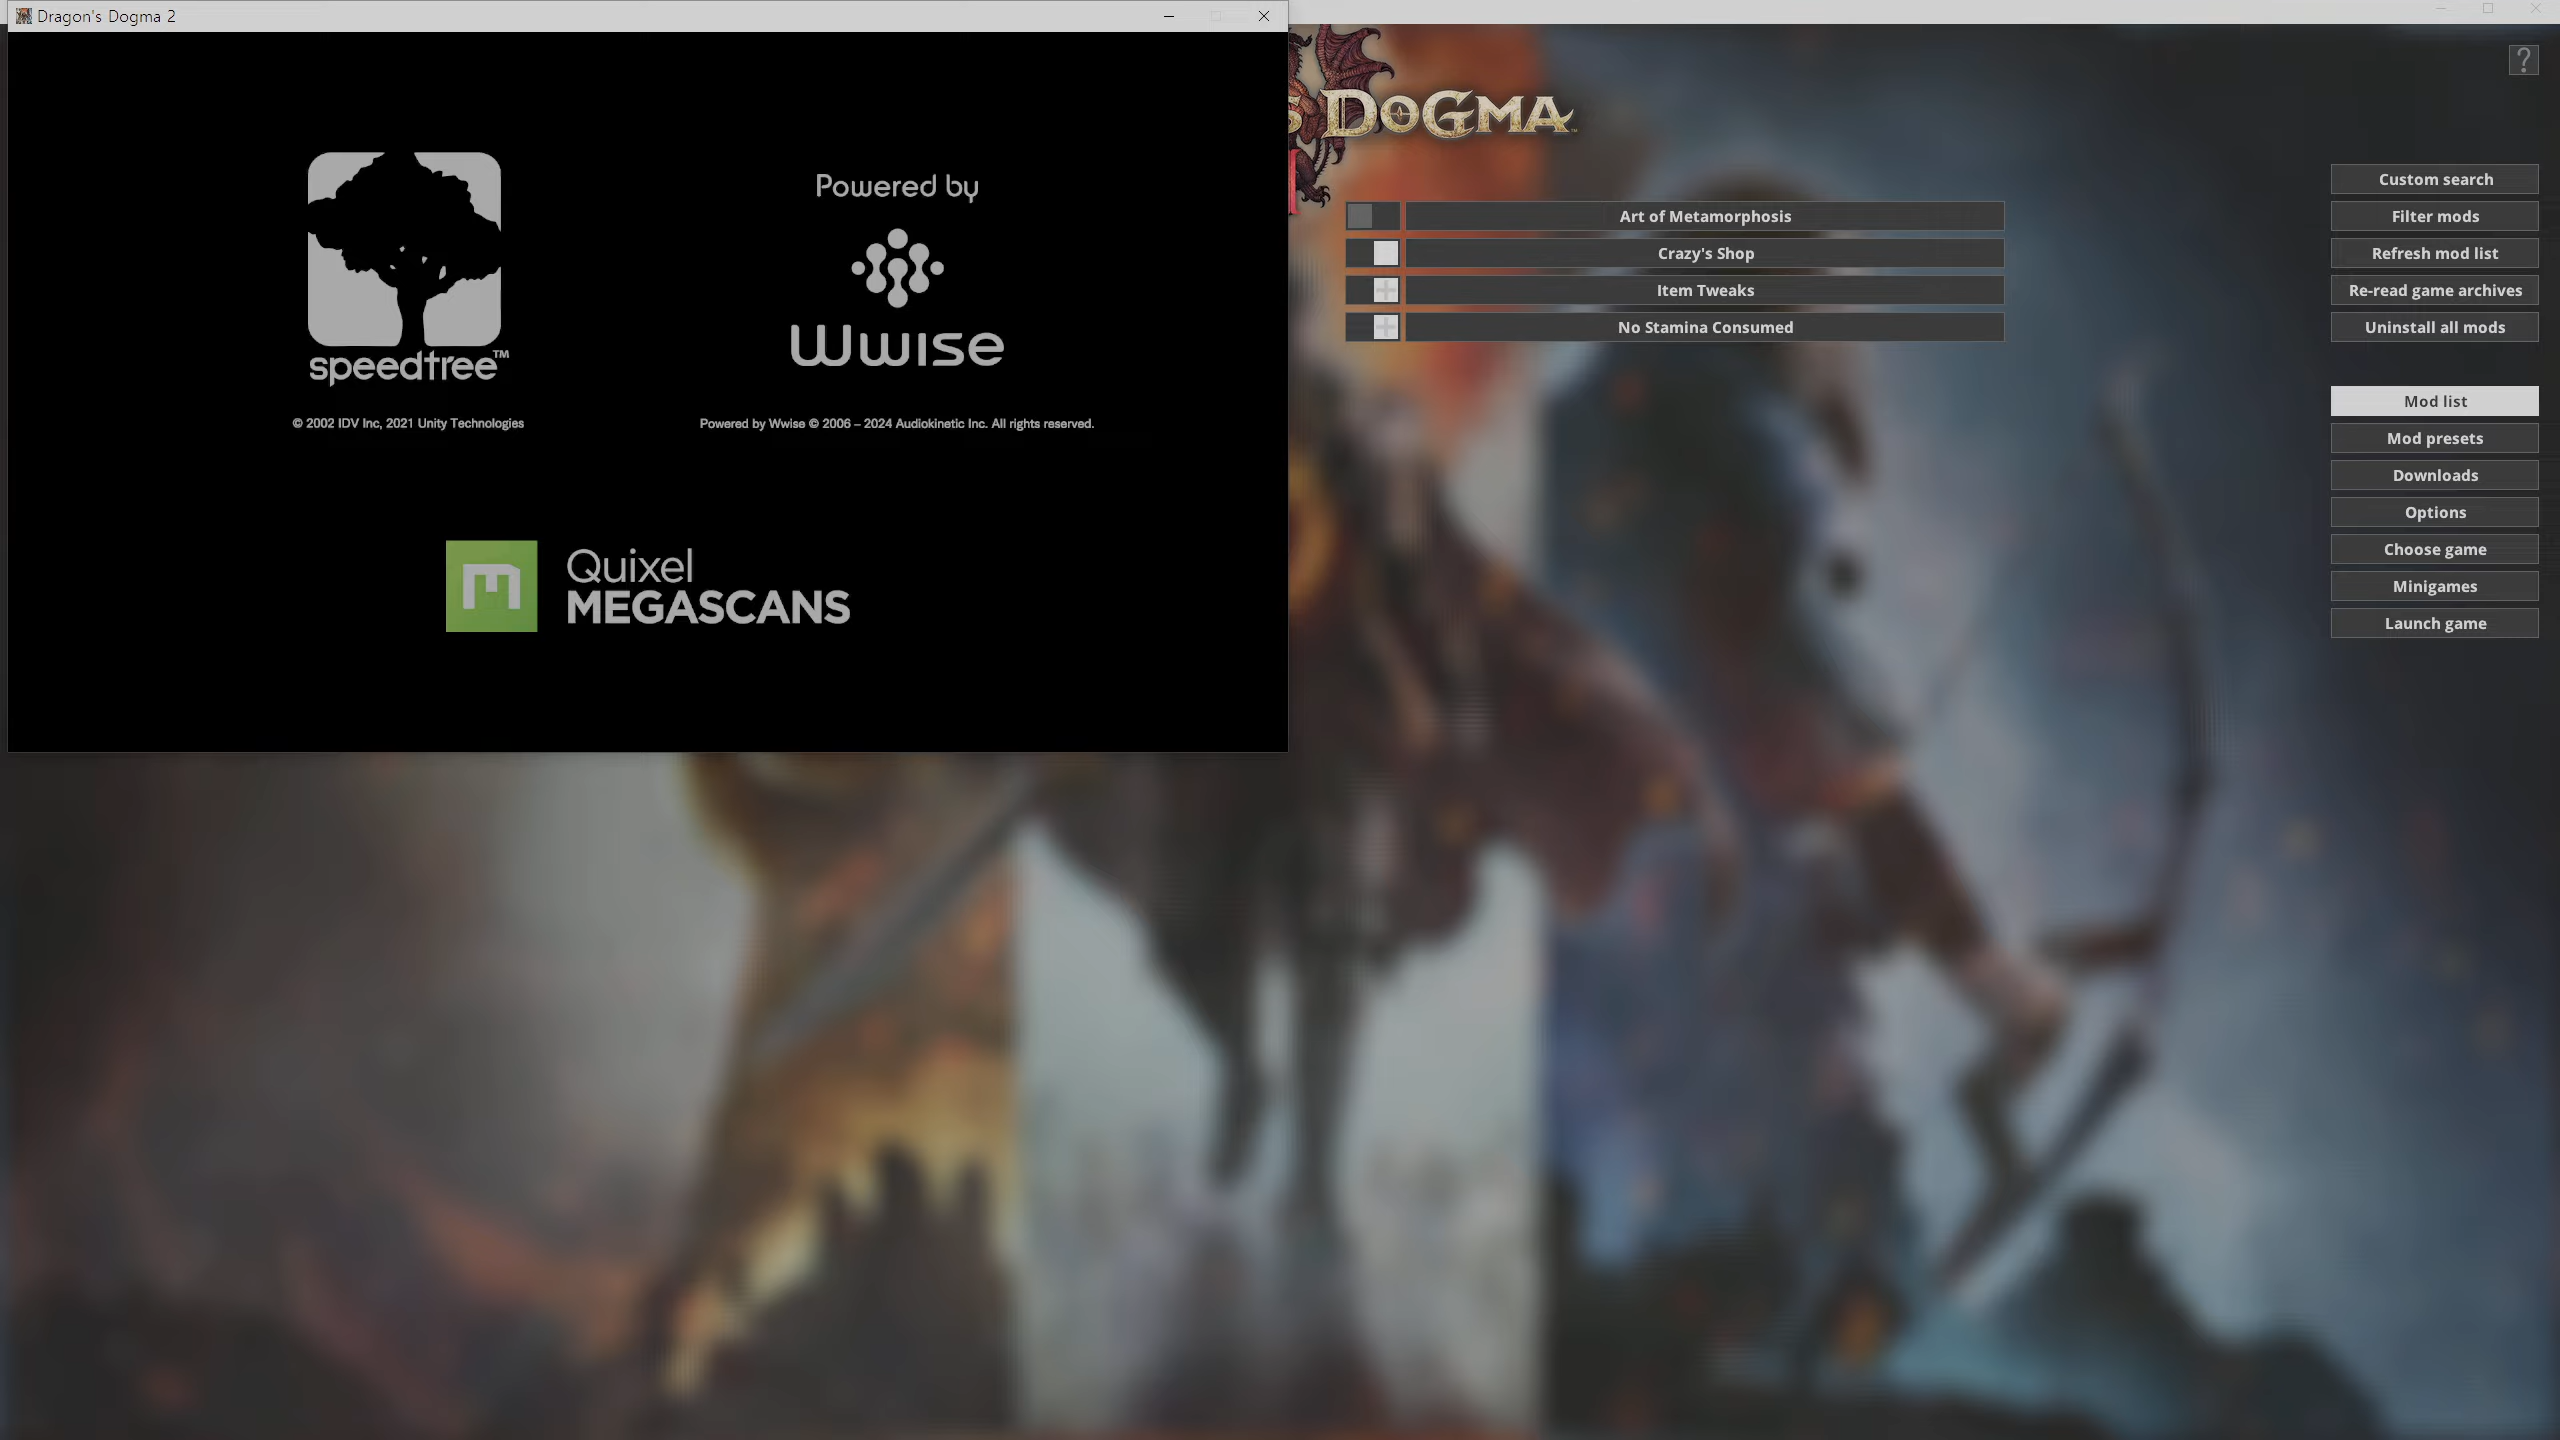 Dragon's Dogma 2
speedtree™
© 2002 IDV Inc, 2021 Unity Technologies
Powered by
Wwise
Powered by Wwise © 2006 – 2024 Audiokinetic Inc. All rights reserved.
Quixel
MEGASCANS
S DOGMA™
?
Art of Metamorphosis
Crazy's Shop
Item Tweaks
No Stamina Consumed
Custom search
Filter mods
Refresh mod list
Re-read game archives
Uninstall all mods
Mod list
Mod presets
Downloads
Options
Choose game
Minigames
Launch game